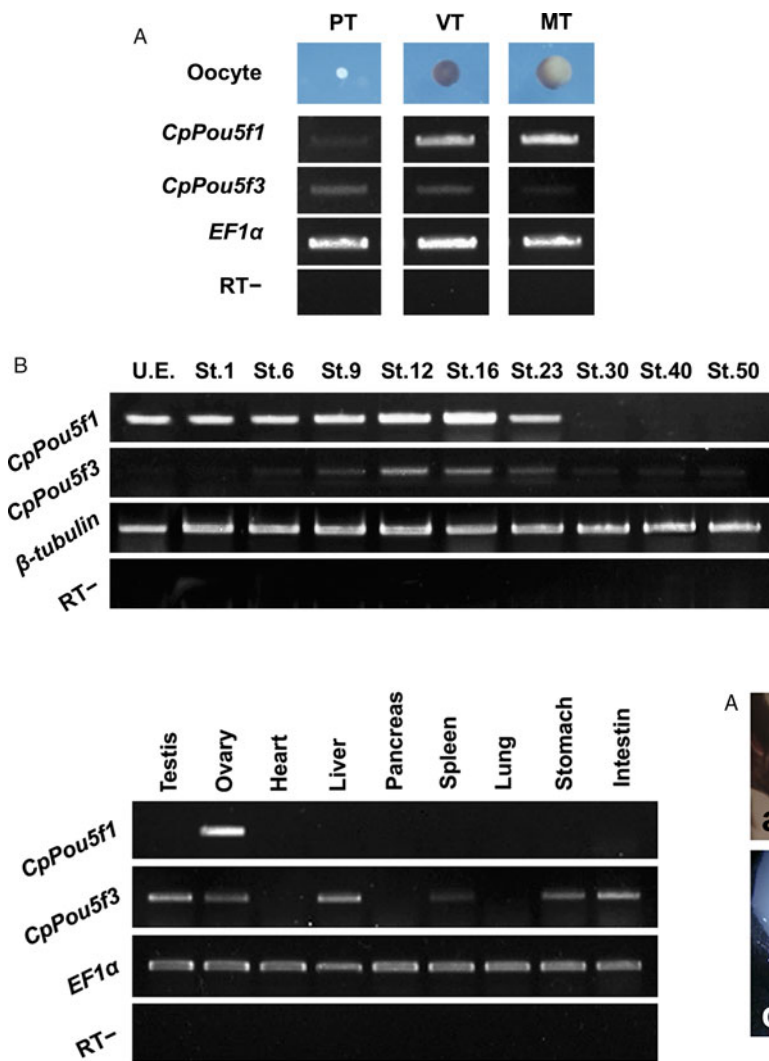 A
PT VT MT
Oocyte
CpPou5f1
CpPou5f3
EF1α
RT−
B
U.E. St.1 St.6 St.9 St.12 St.16 St.23 St.30 St.40 St.50
CpPou5f1
CpPou5f3
β-tubulin
RT−
Testis Ovary Heart Liver Pancreas Spleen Lung Stomach Intestin
A
CpPou5f1
CpPou5f3
EF1α
RT−